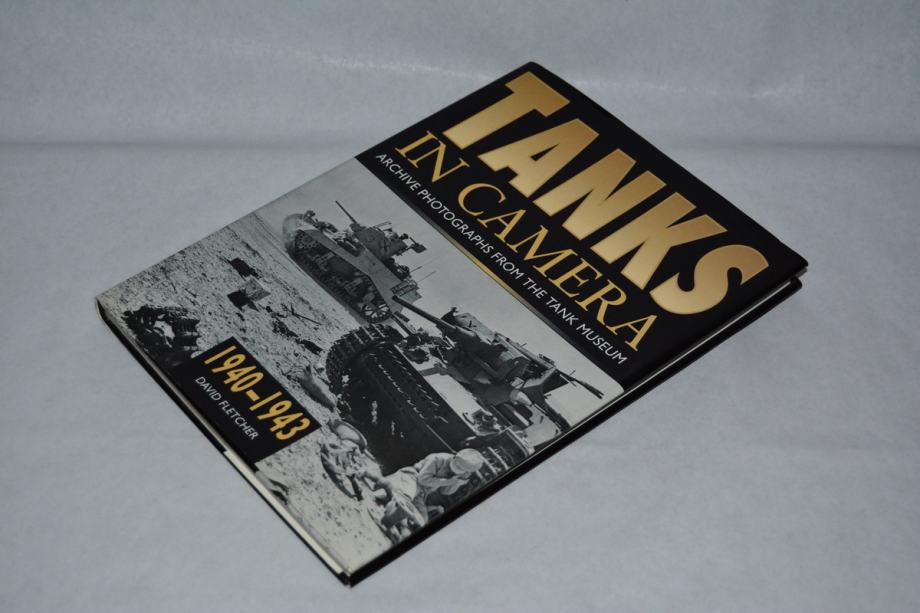 TANKS
IN CAMERA
ARCHIVE PHOTOGRAPHS FROM THE TANK MUSEUM
1940–1943
DAVID FLETCHER